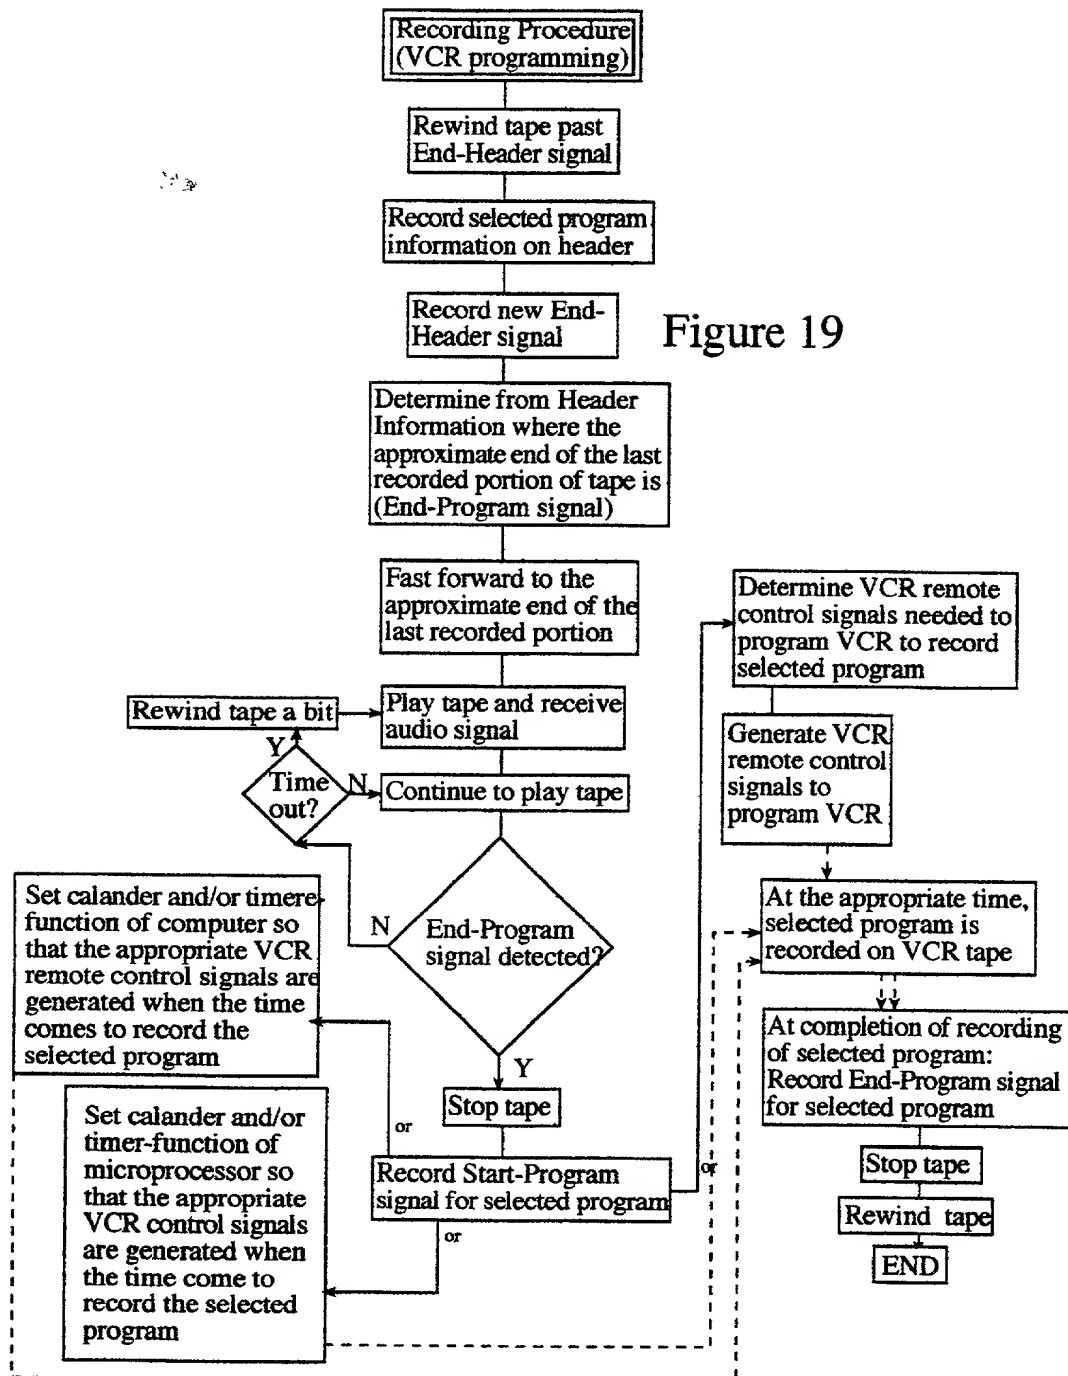 Recording Procedure
(VCR programming)
Rewind tape past
End-Header signal
Record selected program
information on header
Record new End-
Header signal
Figure 19
Determine from Header
Information where the
approximate end of the last
recorded portion of tape is
(End-Program signal)
Fast forward to the
approximate end of the
last recorded portion
Rewind tape a bit
Play tape and receive
audio signal
Y
Time
out?
N
Continue to play tape
N
End-Program
signal detected?
Y
Stop tape
Record Start-Program
signal for selected program
or
Set calander and/or timere-
function of computer so
that the appropriate VCR
remote control signals are
generated when the time
comes to record the
selected program
or
Set calander and/or
timer-function of
microprocessor so
that the appropriate
VCR control signals
are generated when
the time come to
record the selected
program
or
Determine VCR remote
control signals needed to
program VCR to record
selected program
Generate VCR
remote control
signals to
program VCR
At the appropriate time,
selected program is
recorded on VCR tape
At completion of recording
of selected program:
Record End-Program signal
for selected program
Stop tape
Rewind tape
END